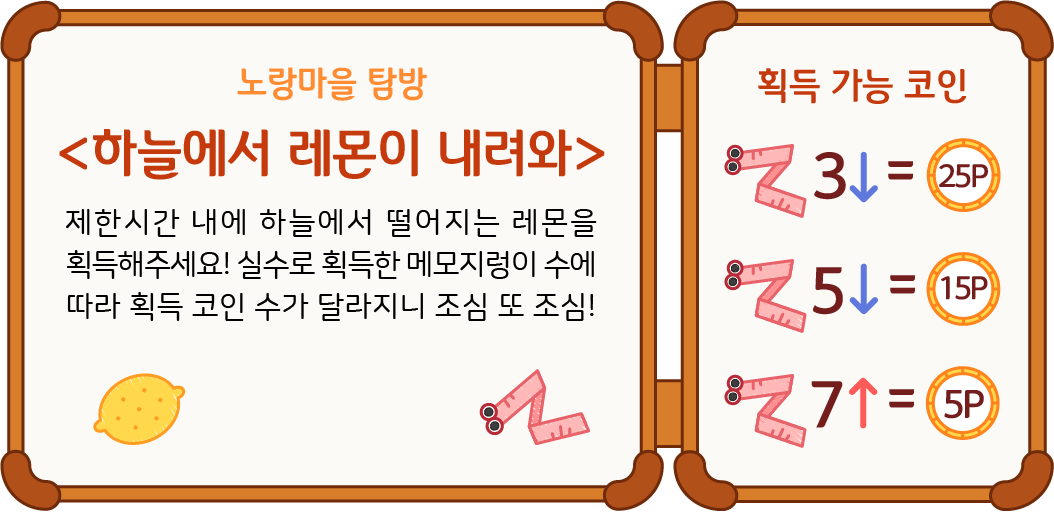 노랑마을 탐방
<하늘에서 레몬이 내려와>
제한시간 내에 하늘에서 떨어지는 레몬을
획득해주세요! 실수로 획득한 메모지렁이 수에
따라 획득 코인 수가 달라지니 조심 또 조심!
획득 가능 코인
3↓ = 25P
5↓ = 15P
7↑ = 5P